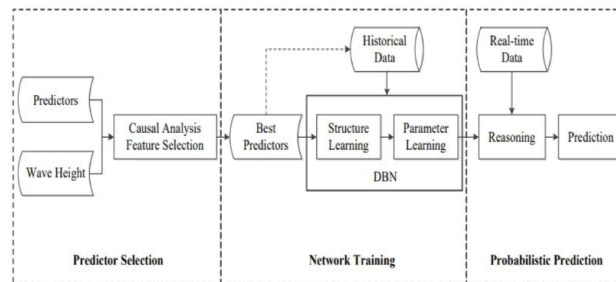 Historical
Data
Real-time
Data
Predictors
Causal Analysis
Feature Selection
Best
Predictors
Structure
Learning
Parameter
Learning
Reasoning
Prediction
Wave Height
DBN
Predictor Selection
Network Training
Probabilistic Prediction